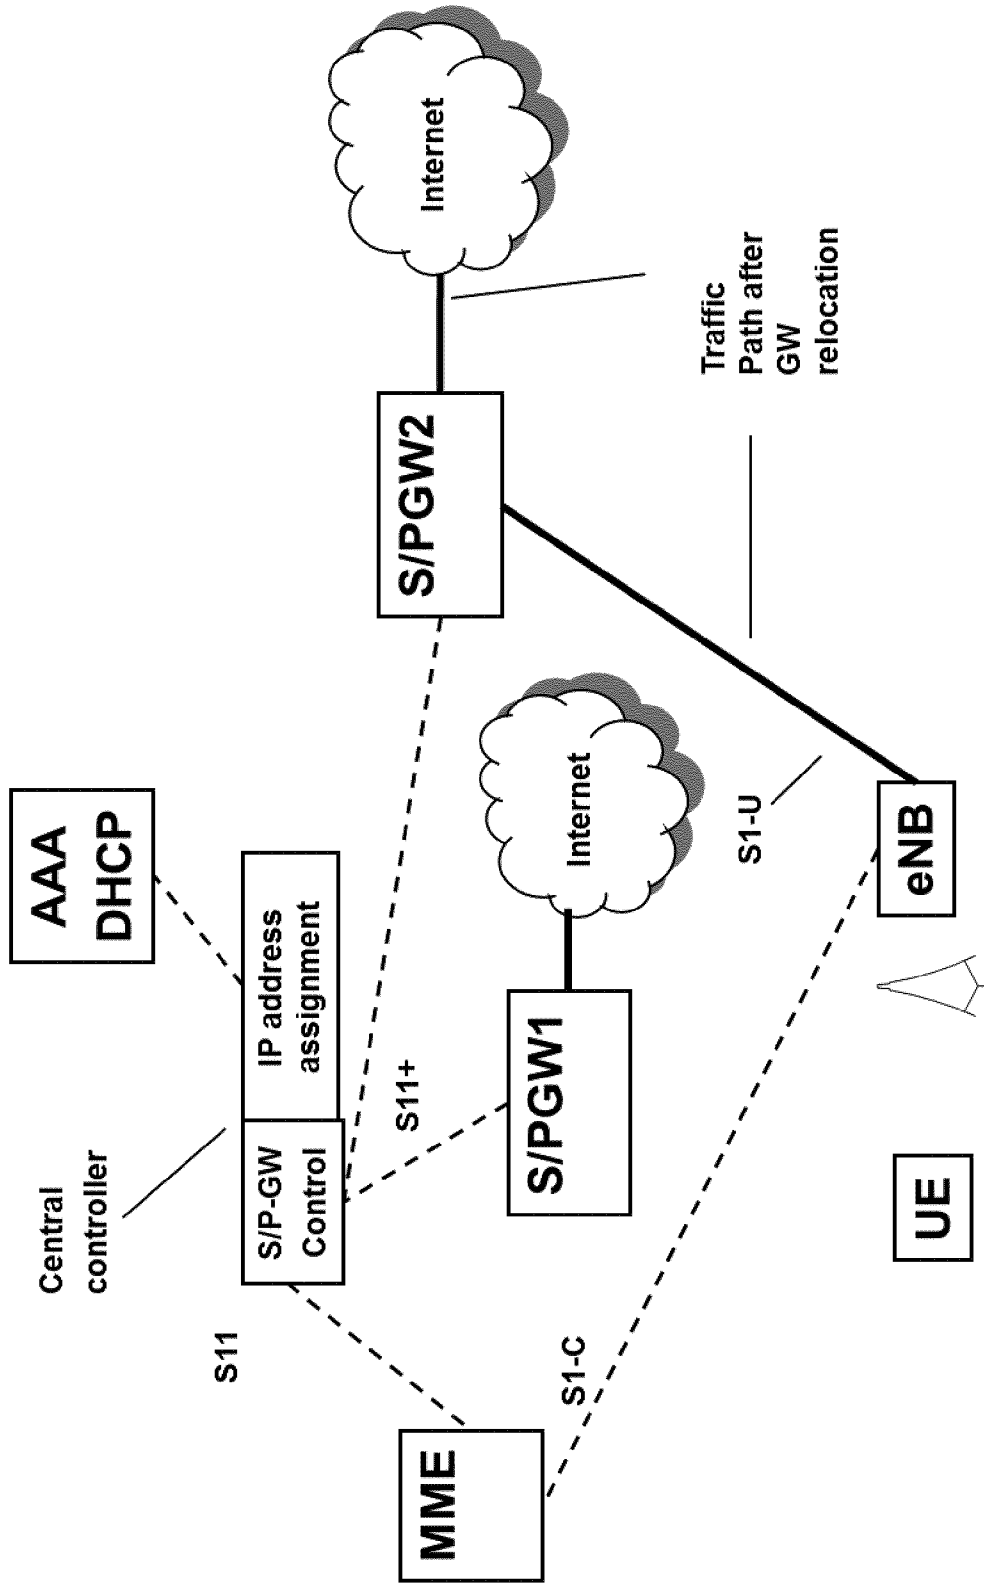 AAA
DHCP
Central
controller
S/P-GW
Control
IP address
assignment
S11
S11+
MME
S1-C
S/PGW1
Internet
S/PGW2
Internet
Traffic
Path after
GW
relocation
S1-U
UE
eNB